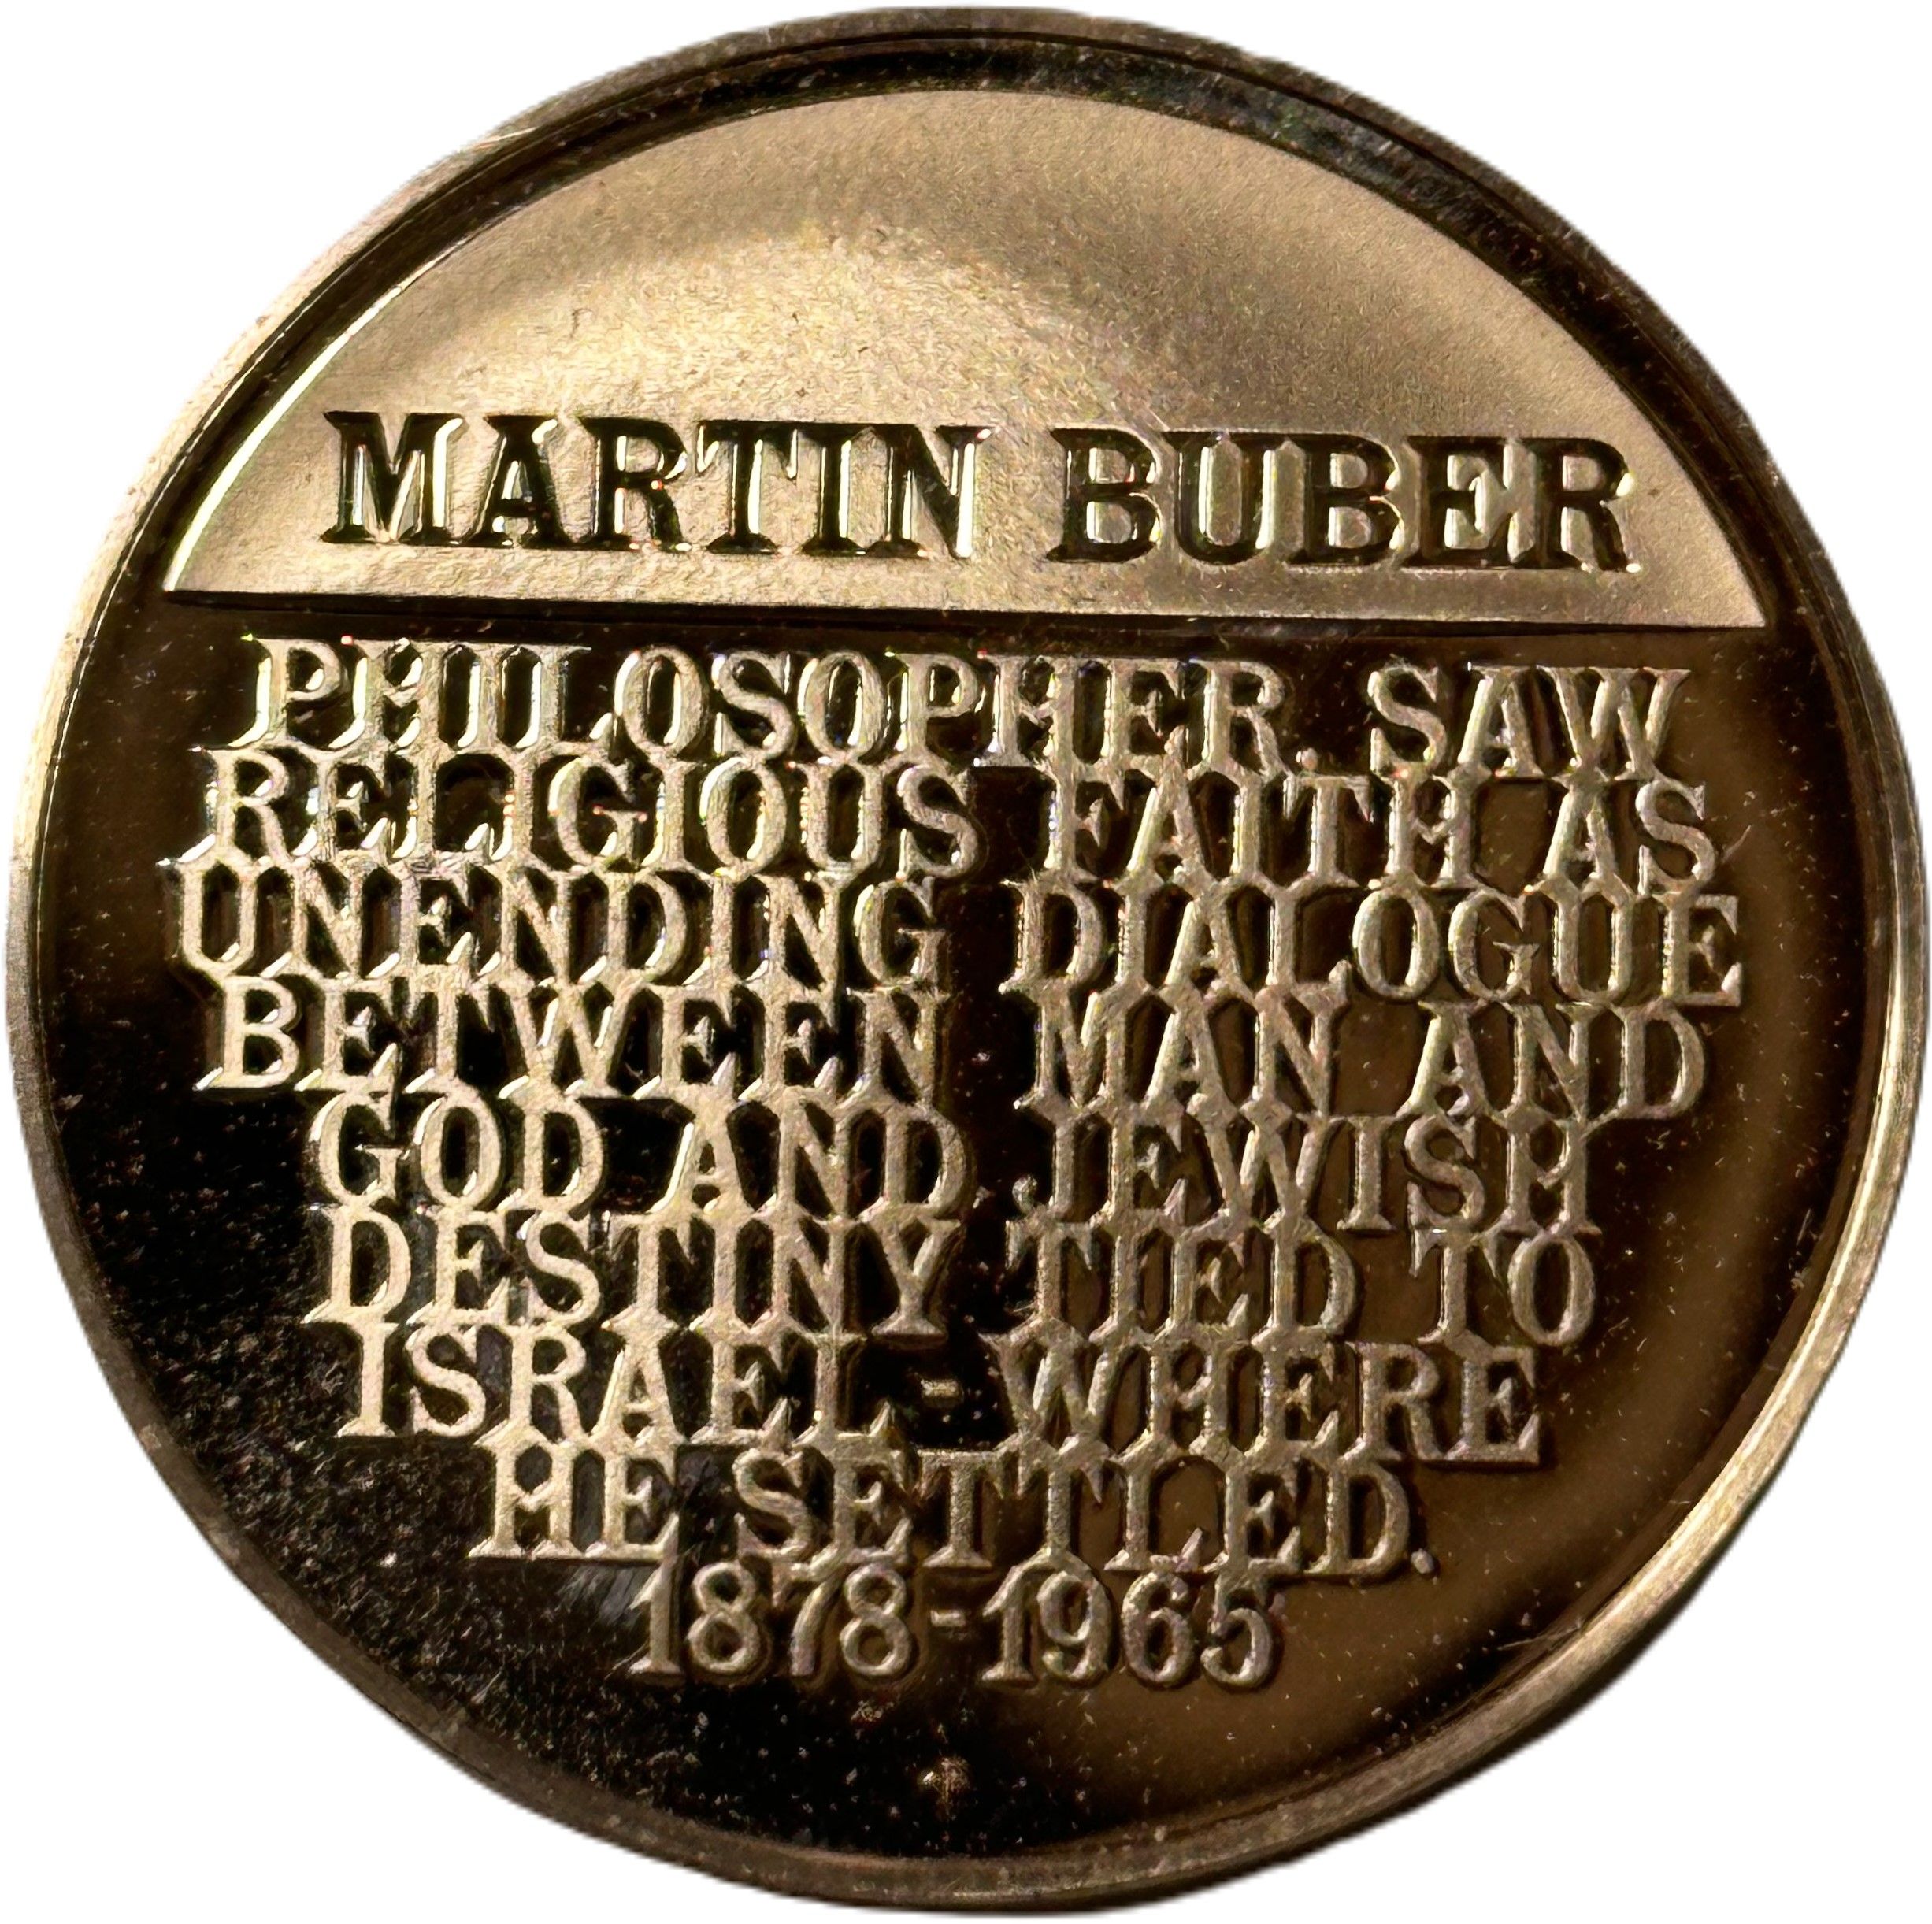 MARTIN BUBER
PHILOSOPHER. SAW
RELIGIOUS FAITH AS
UNENDING DIALOGUE
BETWEEN MAN AND
GOD AND JEWISH
DESTINY TIED TO
ISRAEL - WHERE
HE SETTLED.
1878-1965